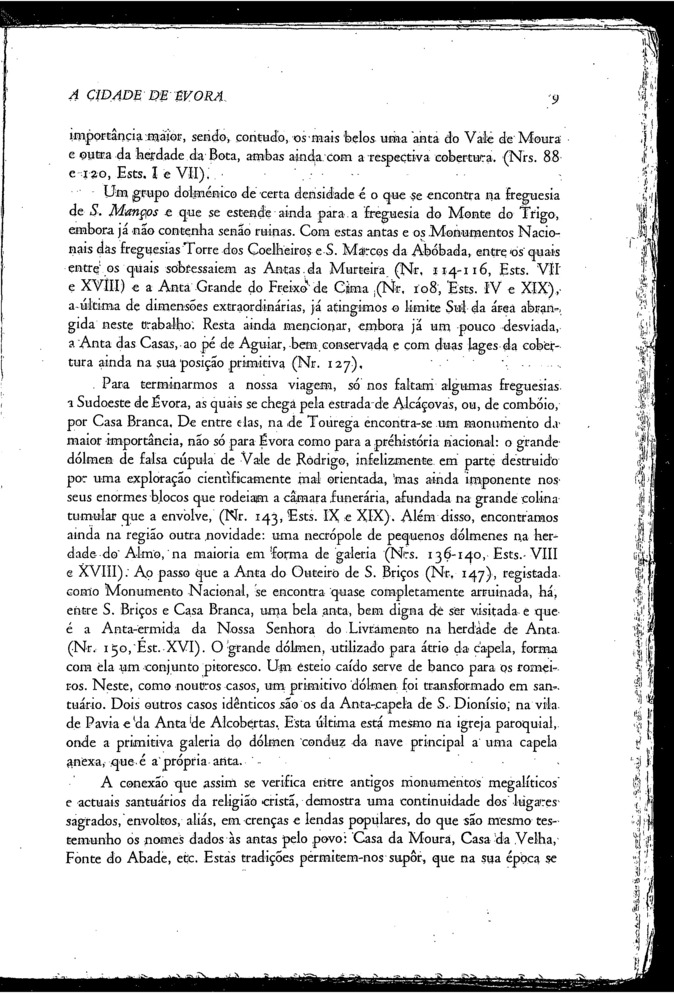 A CIDADE DE ÉVORA 9
importância maior, sendo, contudo, os mais belos uma anta do Vale de Moura
e outra da herdade da Bota, ambas ainda com a respectiva cobertura. (Nrs. 88
e 120, Ests. I e VII).
Um grupo dolménico de certa densidade é o que se encontra na freguesia
de S. Manços e que se estende ainda para a freguesia do Monte do Trigo,
embora já não contenha senão ruinas. Com estas antas e os Monumentos Nacio-
nais das freguesias Torre dos Coelheiros e S. Marcos da Abóbada, entre os quais
entre os quais sobressaiem as Antas da Murteira (Nr. 114-116, Ests. VII
e XVIII) e a Anta Grande do Freixo de Cima (Nr. 108, Ests. IV e XIX),
a última de dimensões extraordinárias, já atingimos o limite Sul da área abran-
gida neste trabalho. Resta ainda mencionar, embora já um pouco desviada,
a Anta das Casas, ao pé de Aguiar, bem conservada e com duas lages da cober-
tura ainda na sua posição primitiva (Nr. 127).
Para terminarmos a nossa viagem, só nos faltam algumas freguesias
a Sudoeste de Évora, as quais se chega pela estrada de Alcáçovas, ou, de combóio,
por Casa Branca. De entre elas, na de Tourega encontra-se um monumento da
maior importância, não só para Évora como para a préhistória nacional: o grande
dólmen de falsa cúpula de Vale de Rodrigo, infelizmente em parte destruido
por uma exploração cientificamente mal orientada, mas ainda imponente nos
seus enormes blocos que rodeiam a câmara funerária, afundada na grande colina
tumular que a envolve, (Nr. 143, Ests. IX e XIX). Além disso, encontramos
ainda na região outra novidade: uma necrópole de pequenos dólmenes na her-
dade do Almo, na maioria em forma de galeria (Nrs. 136-140, Ests. VIII
e XVIII). Ao passo que a Anta do Outeiro de S. Briços (Nr. 147), registada
como Monumento Nacional, se encontra quase completamente arruinada, há,
entre S. Briços e Casa Branca, uma bela anta, bem digna de ser visitada e que
é a Anta-ermida da Nossa Senhora do Livramento na herdade de Anta
(Nr. 150, Est. XVI). O grande dólmen, utilizado para átrio da capela, forma
com ela um conjunto pitoresco. Um esteio caído serve de banco para os romei-
ros. Neste, como noutros casos, um primitivo dólmen foi transformado em san-
tuário. Dois outros casos idênticos são os da Anta-capela de S. Dionísio, na vila
de Pavia e da Anta de Alcobertas. Esta última está mesmo na igreja paroquial,
onde a primitiva galeria do dólmen conduz da nave principal a uma capela
anexa, que é a própria anta.
A conexão que assim se verifica entre antigos monumentos megalíticos
e actuais santuários da religião cristã, demostra uma continuidade dos lugares
sagrados, envoltos, aliás, em crenças e lendas populares, do que são mesmo tes-
temunho os nomes dados às antas pelo povo: Casa da Moura, Casa da Velha,
Fonte do Abade, etc. Estas tradições permitem-nos supôr, que na sua época se